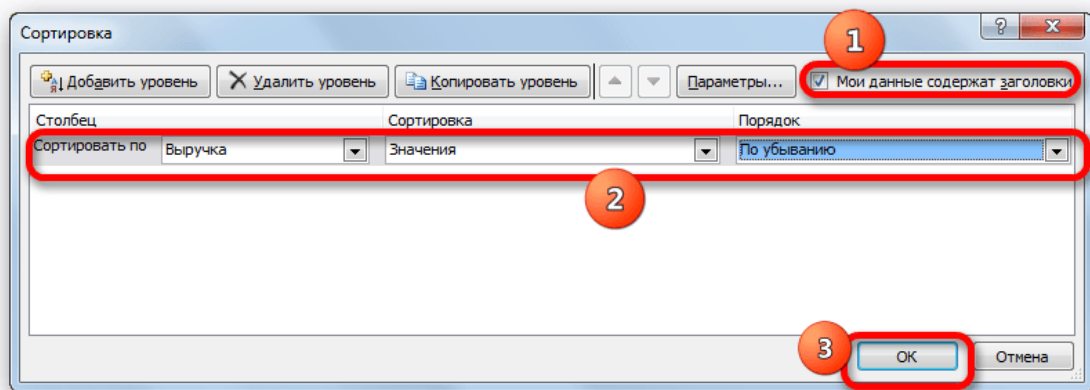 Сортировка
1
Добавить уровень Удалить уровень Копировать уровень Параметры... Мои данные содержат заголовки
Столбец Сортировка Порядок
Сортировать по Выручка Значения По убыванию
2
3
ОК Отмена